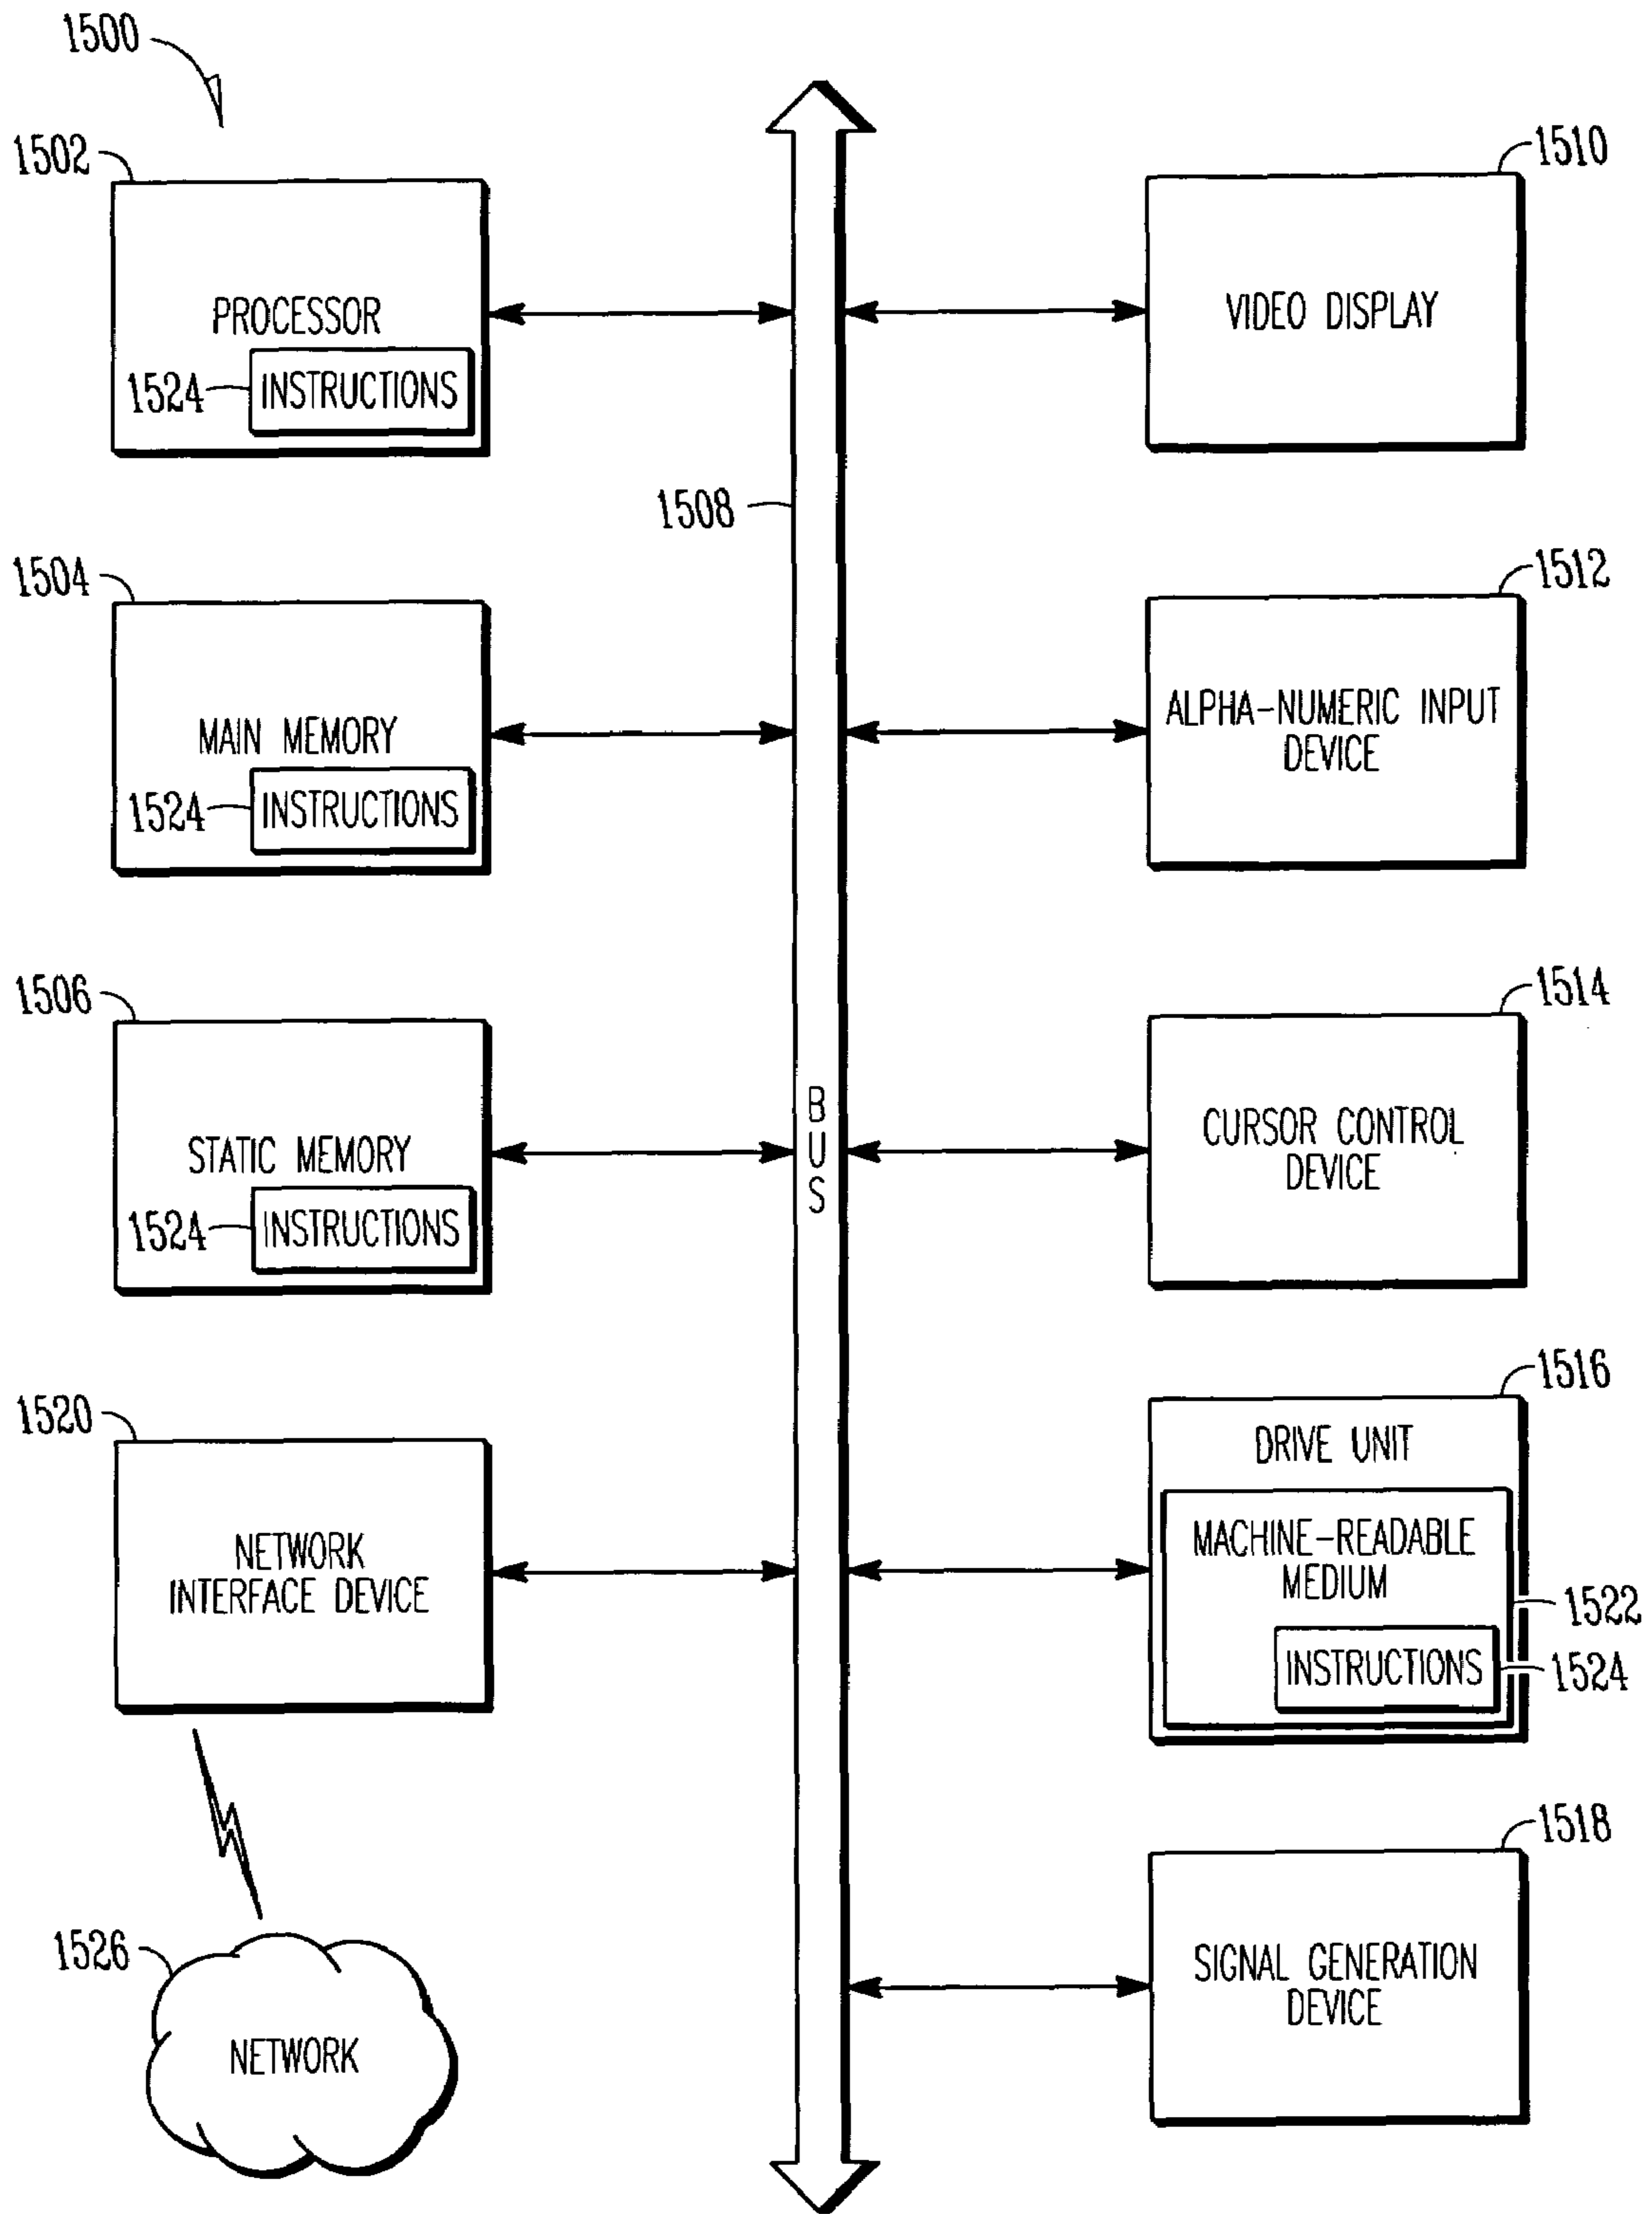 1500
1502
PROCESSOR
1524
INSTRUCTIONS
1504
MAIN MEMORY
1524
INSTRUCTIONS
1506
STATIC MEMORY
1524
INSTRUCTIONS
1520
NETWORK
INTERFACE DEVICE
1526
NETWORK
1508
B
U
S
1510
VIDEO DISPLAY
1512
ALPHA-NUMERIC INPUT
DEVICE
1514
CURSOR CONTROL
DEVICE
1516
DRIVE UNIT
MACHINE-READABLE
MEDIUM
1522
INSTRUCTIONS
1524
1518
SIGNAL GENERATION
DEVICE